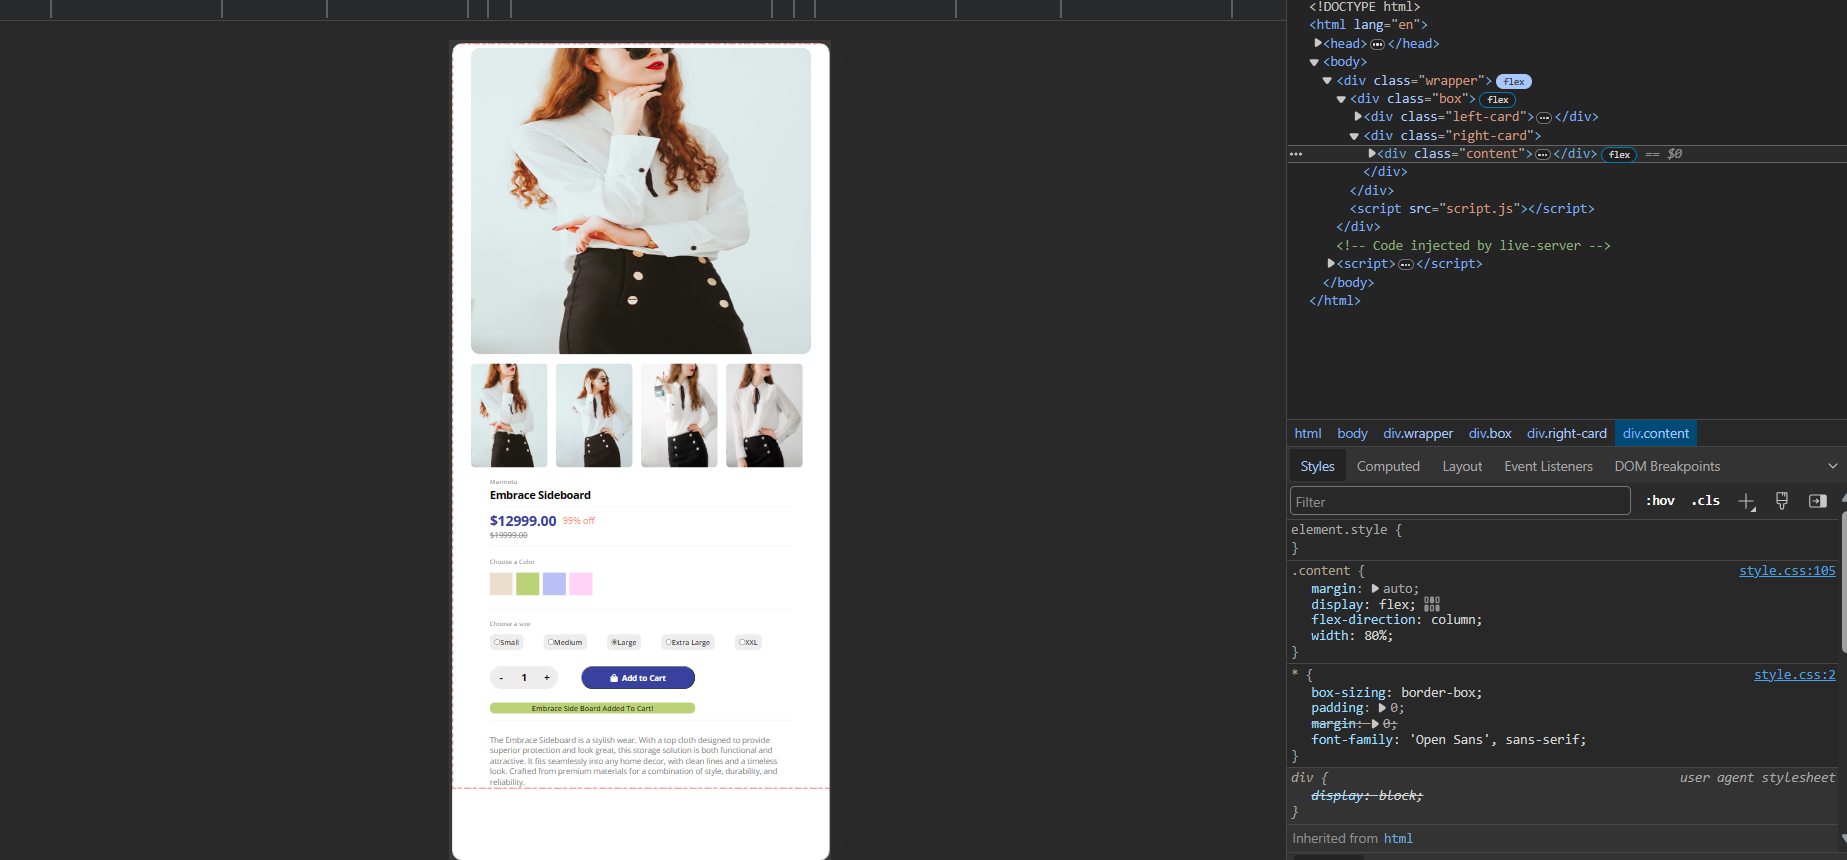 Marmeto
Embrace Sideboard
$12999.00 99% off
$19999.00
Choose a Color
Choose a size
Small Medium Large Extra Large XXL
- 1 + Add to Cart
Embrace Side Board Added To Cart!
The Embrace Sideboard is a stylish wear. With a top cloth designed to provide
superior protection and look great, this storage solution is both functional and
attractive. It fits seamlessly into any home decor, with clean lines and a timeless
look. Crafted from premium materials for a combination of style, durability, and
reliability.
<!DOCTYPE html>
<html lang="en">
<head> ••• </head>
<body>
<div class="wrapper"> flex
<div class="box"> flex
<div class="left-card"> ••• </div>
<div class="right-card">
••• <div class="content"> ••• </div> flex == $0
</div>
</div>
<script src="script.js"></script>
</div>
<!-- Code injected by live-server -->
<script> ••• </script>
</body>
</html>
html body div.wrapper div.box div.right-card div.content
Styles Computed Layout Event Listeners DOM Breakpoints
Filter :hov .cls
element.style {
}
.content { style.css:105
margin: auto;
display: flex;
flex-direction: column;
width: 80%;
}
* { style.css:2
box-sizing: border-box;
padding: 0;
margin: 0;
font-family: 'Open Sans', sans-serif;
}
div { user agent stylesheet
display: block;
}
Inherited from html